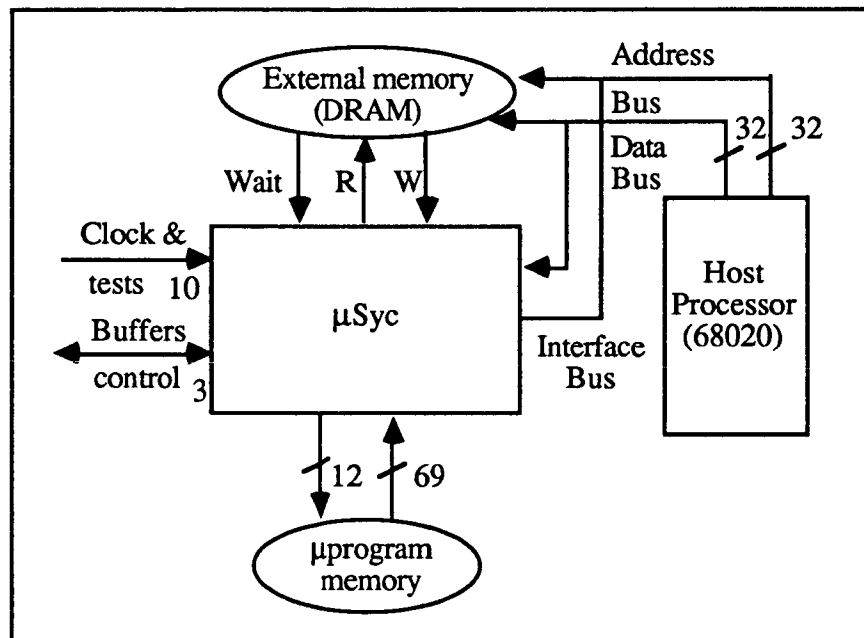 External memory
(DRAM)
Address
Bus
32
32
Data
Bus
Wait
R
W
Clock &
tests
10
Buffers
control
3
μSyc
Interface
Bus
Host
Processor
(68020)
12
69
μprogram
memory